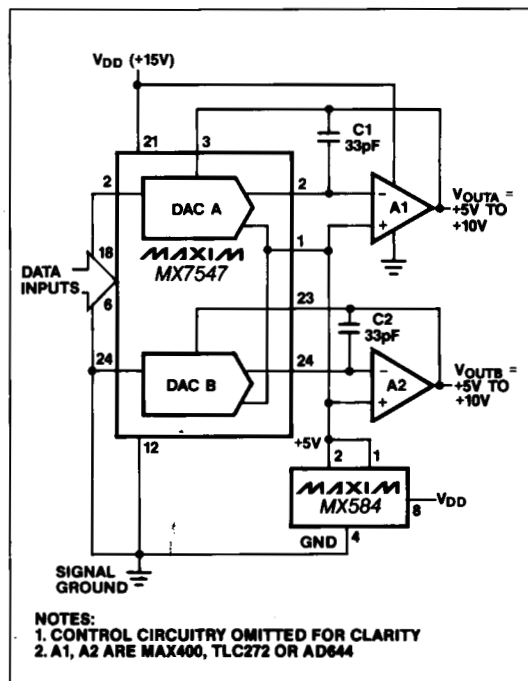 VDD (+15V)
21
3
C1
33pF
2
DAC A
2
A1
−
+
VOUTA =
+5V TO
+10V
1
MAXIM
MX7547
18
DATA
INPUTS
6
23
C2
33pF
24
DAC B
24
A2
−
+
VOUTB =
+5V TO
+10V
+5V
2
1
12
MAXIM
MX584
8
VDD
GND
4
SIGNAL
GROUND
NOTES:
1. CONTROL CIRCUITRY OMITTED FOR CLARITY
2. A1, A2 ARE MAX400, TLC272 OR AD644